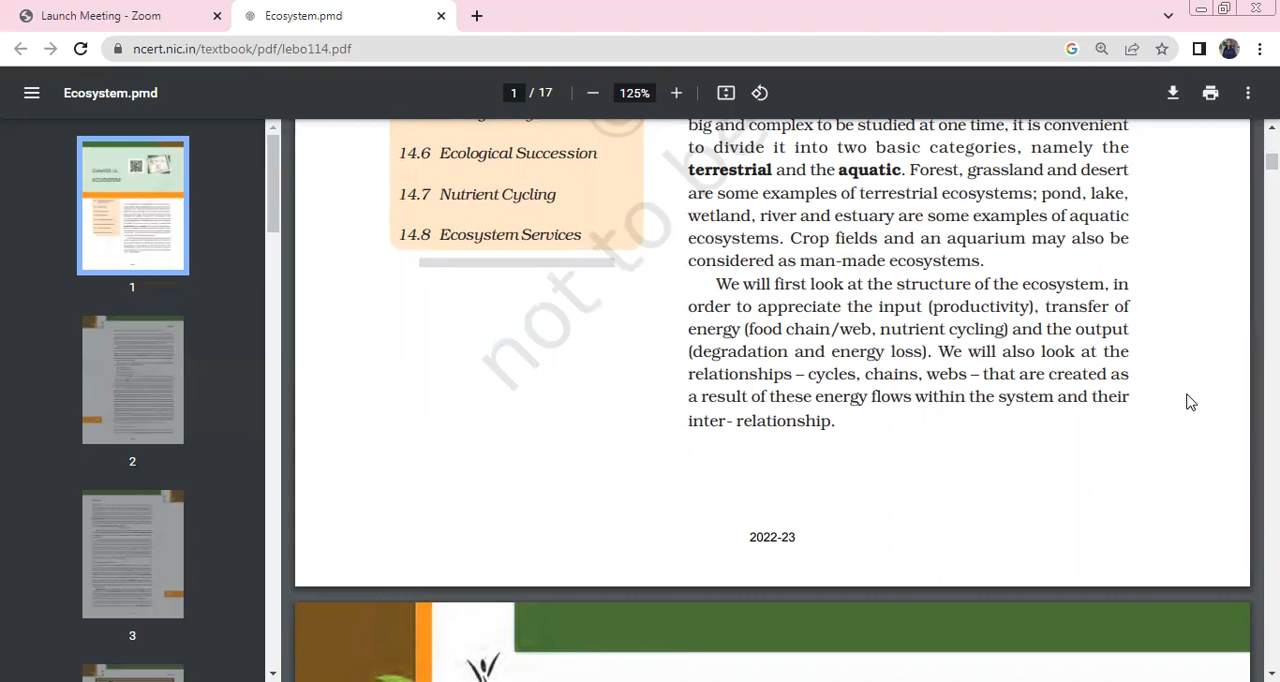 Launch Meeting - Zoom
Ecosystem.pmd
ncert.nic.in/textbook/pdf/lebo114.pdf
Ecosystem.pmd
1 / 17
125%
1
2
3
14.6 Ecological Succession
14.7 Nutrient Cycling
14.8 Ecosystem Services
big and complex to be studied at one time, it is convenient
to divide it into two basic categories, namely the
terrestrial and the aquatic. Forest, grassland and desert
are some examples of terrestrial ecosystems; pond, lake,
wetland, river and estuary are some examples of aquatic
ecosystems. Crop fields and an aquarium may also be
considered as man-made ecosystems.
We will first look at the structure of the ecosystem, in
order to appreciate the input (productivity), transfer of
energy (food chain/web, nutrient cycling) and the output
(degradation and energy loss). We will also look at the
relationships – cycles, chains, webs – that are created as
a result of these energy flows within the system and their
inter- relationship.
not to be
2022-23